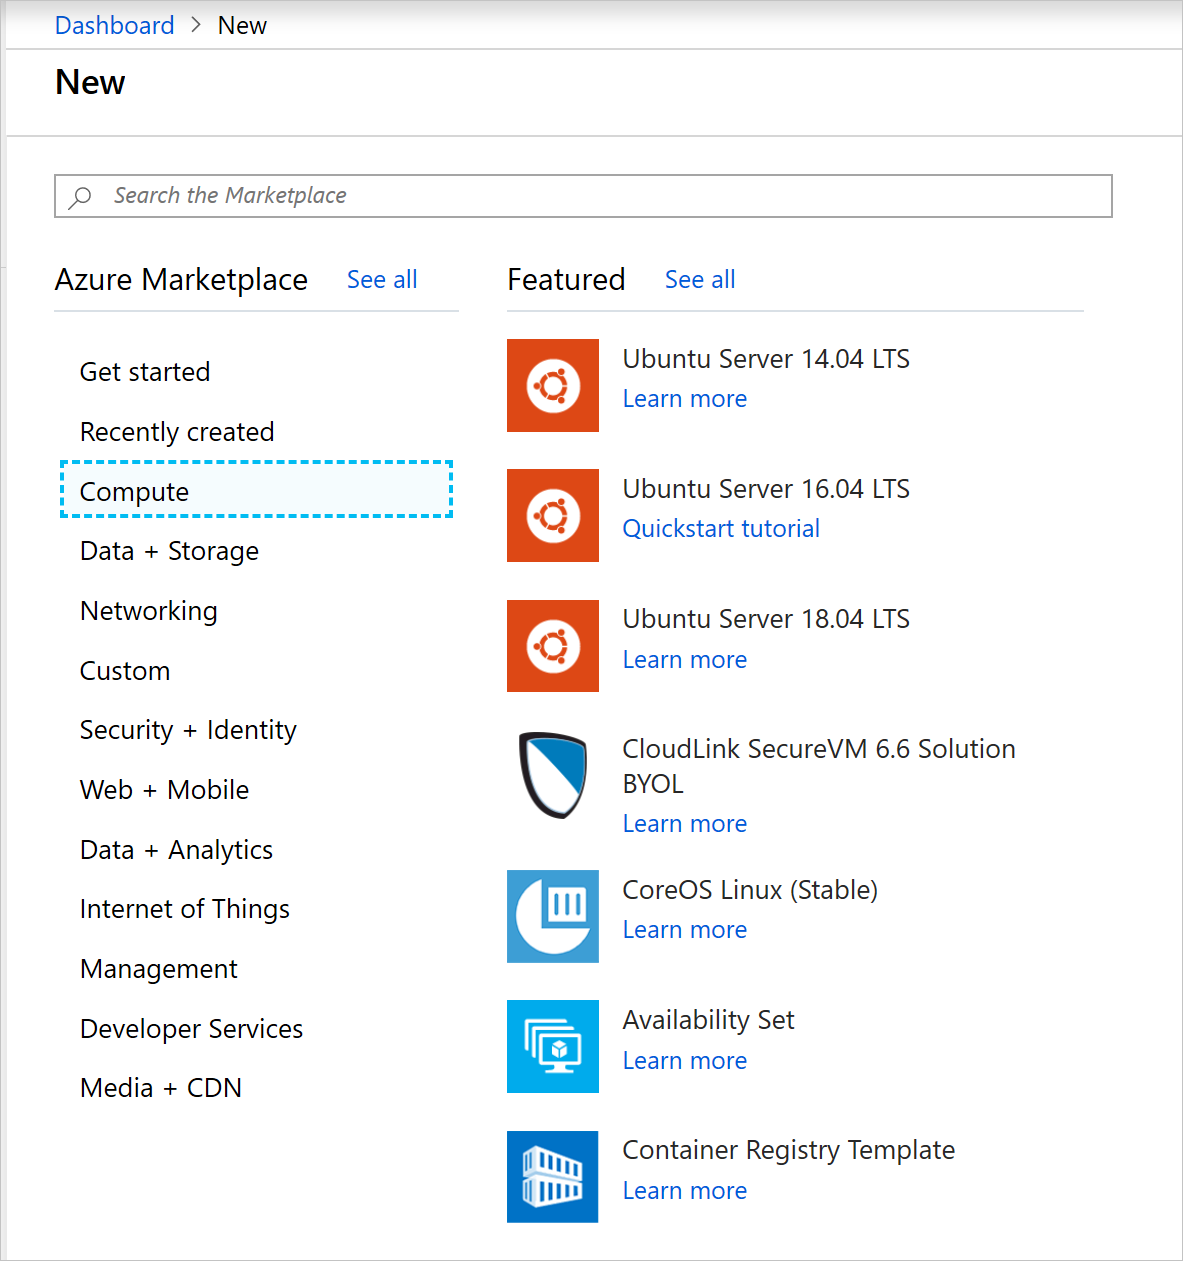 Dashboard > New
New
Search the Marketplace
Azure Marketplace See all
Get started
Recently created
Compute
Data + Storage
Networking
Custom
Security + Identity
Web + Mobile
Data + Analytics
Internet of Things
Management
Developer Services
Media + CDN
Featured See all
Ubuntu Server 14.04 LTS
Learn more
Ubuntu Server 16.04 LTS
Quickstart tutorial
Ubuntu Server 18.04 LTS
Learn more
CloudLink SecureVM 6.6 Solution
BYOL
Learn more
CoreOS Linux (Stable)
Learn more
Availability Set
Learn more
Container Registry Template
Learn more